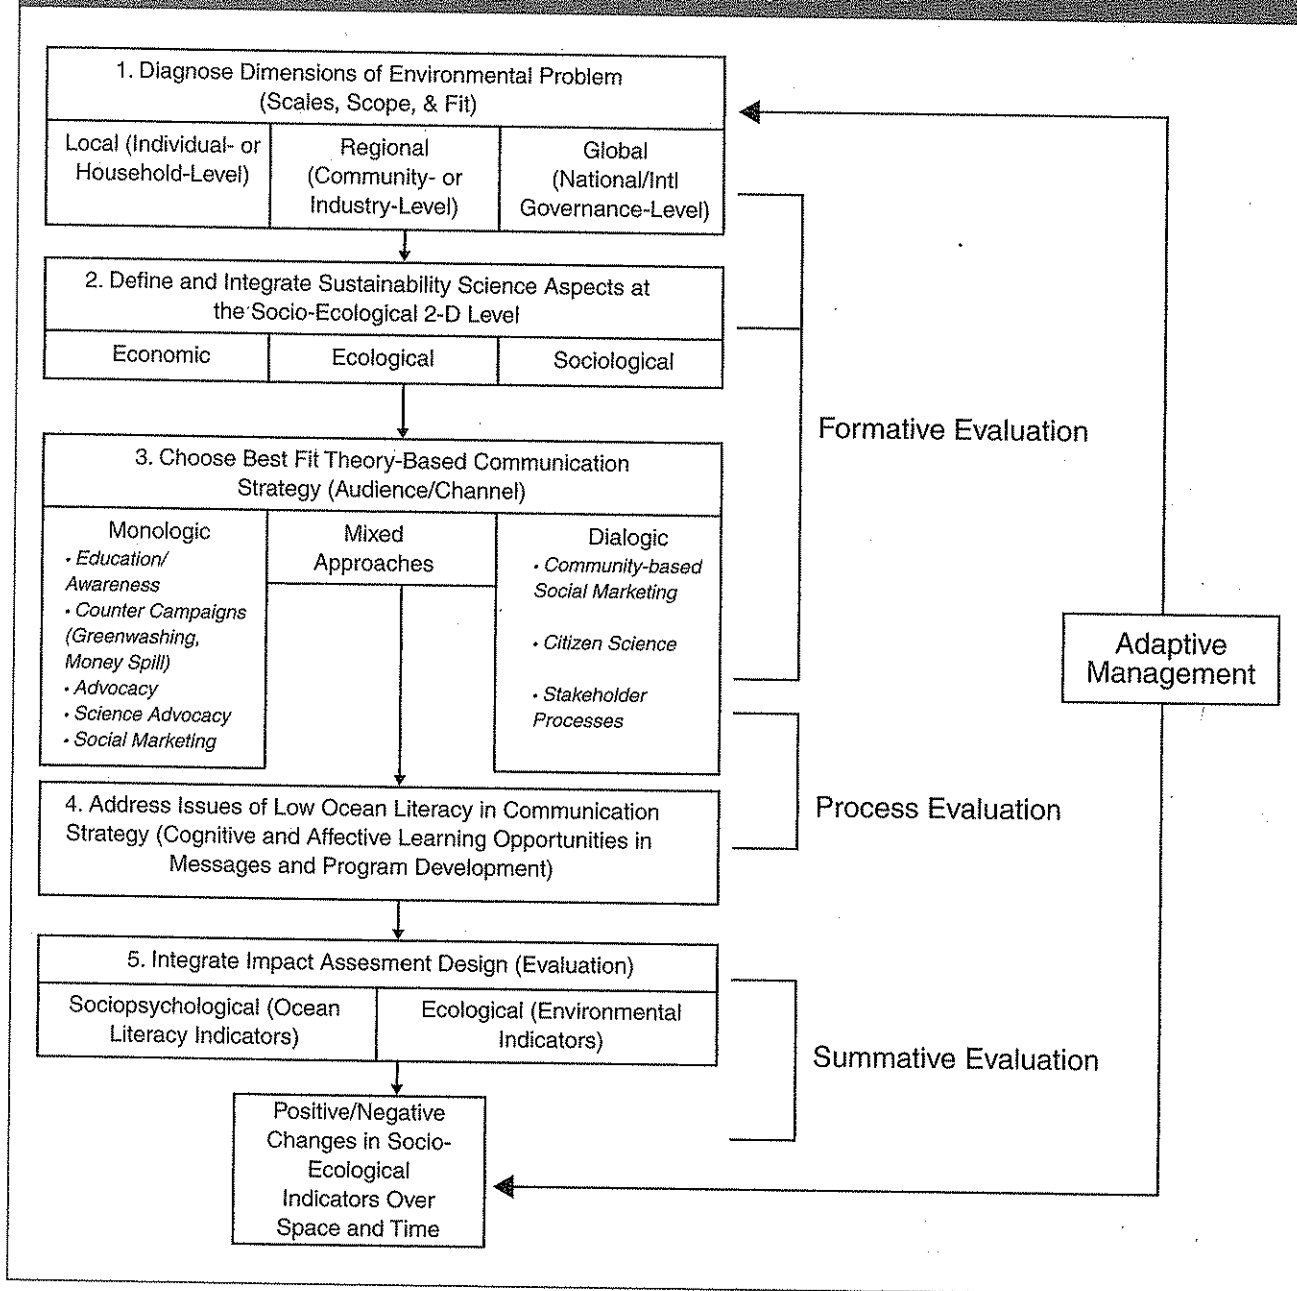 1. Diagnose Dimensions of Environmental Problem
(Scales, Scope, & Fit)
Local (Individual- or
Household-Level)
Regional
(Community- or
Industry-Level)
Global
(National/Intl
Governance-Level)
2. Define and Integrate Sustainability Science Aspects at
the Socio-Ecological 2-D Level
Economic
Ecological
Sociological
Formative Evaluation
3. Choose Best Fit Theory-Based Communication
Strategy (Audience/Channel)
Monologic
• Education/
Awareness
• Counter Campaigns
(Greenwashing,
Money Spill)
• Advocacy
• Science Advocacy
• Social Marketing
Mixed
Approaches
Dialogic
• Community-based
Social Marketing
• Citizen Science
• Stakeholder
Processes
Adaptive
Management
4. Address Issues of Low Ocean Literacy in Communication
Strategy (Cognitive and Affective Learning Opportunities in
Messages and Program Development)
Process Evaluation
5. Integrate Impact Assesment Design (Evaluation)
Sociopsychological (Ocean
Literacy Indicators)
Ecological (Environmental
Indicators)
Summative Evaluation
Positive/Negative
Changes in Socio-
Ecological
Indicators Over
Space and Time